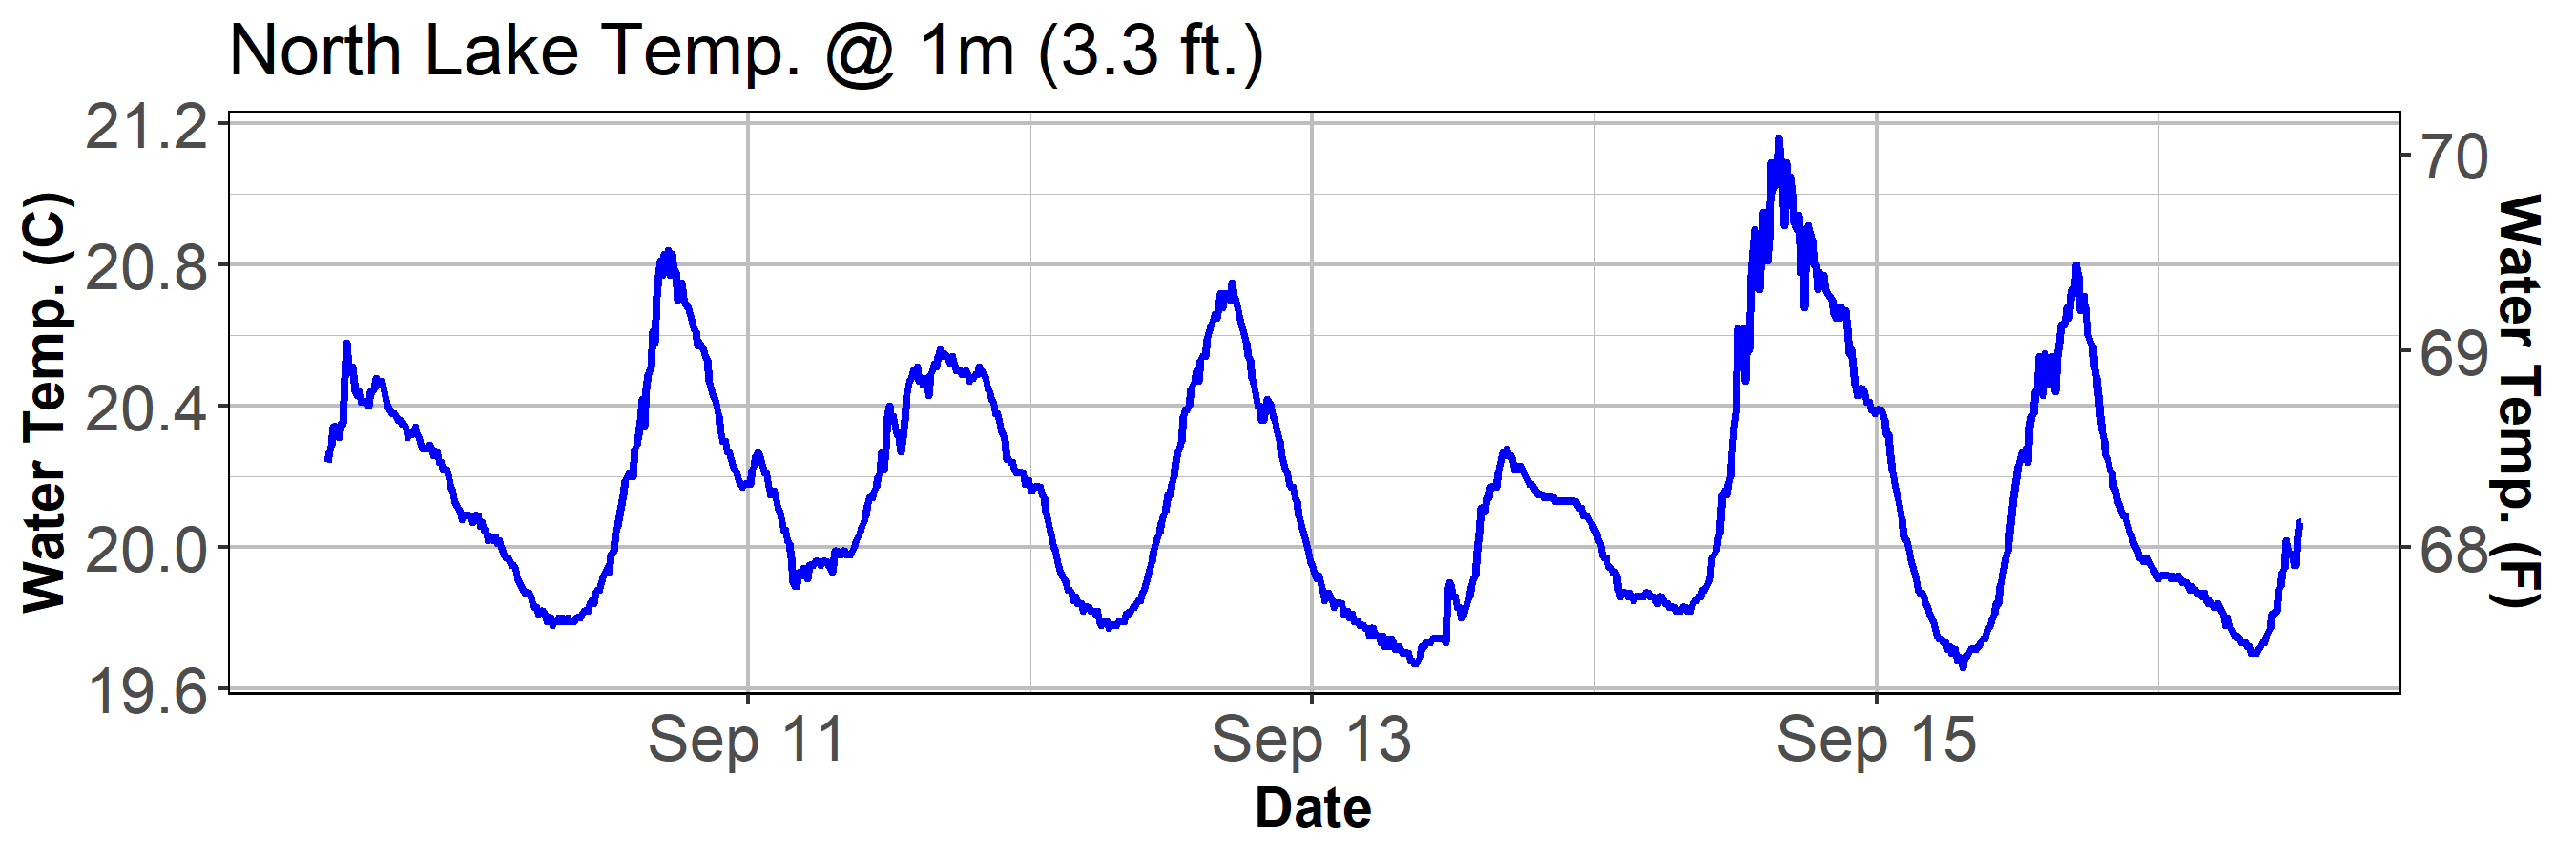 North Lake Temp. @ 1m (3.3 ft.)
Water Temp. (C)
21.2
20.8
20.4
20.0
19.6
70
69
68
Water Temp. (F)
Sep 11 Sep 13 Sep 15
Date